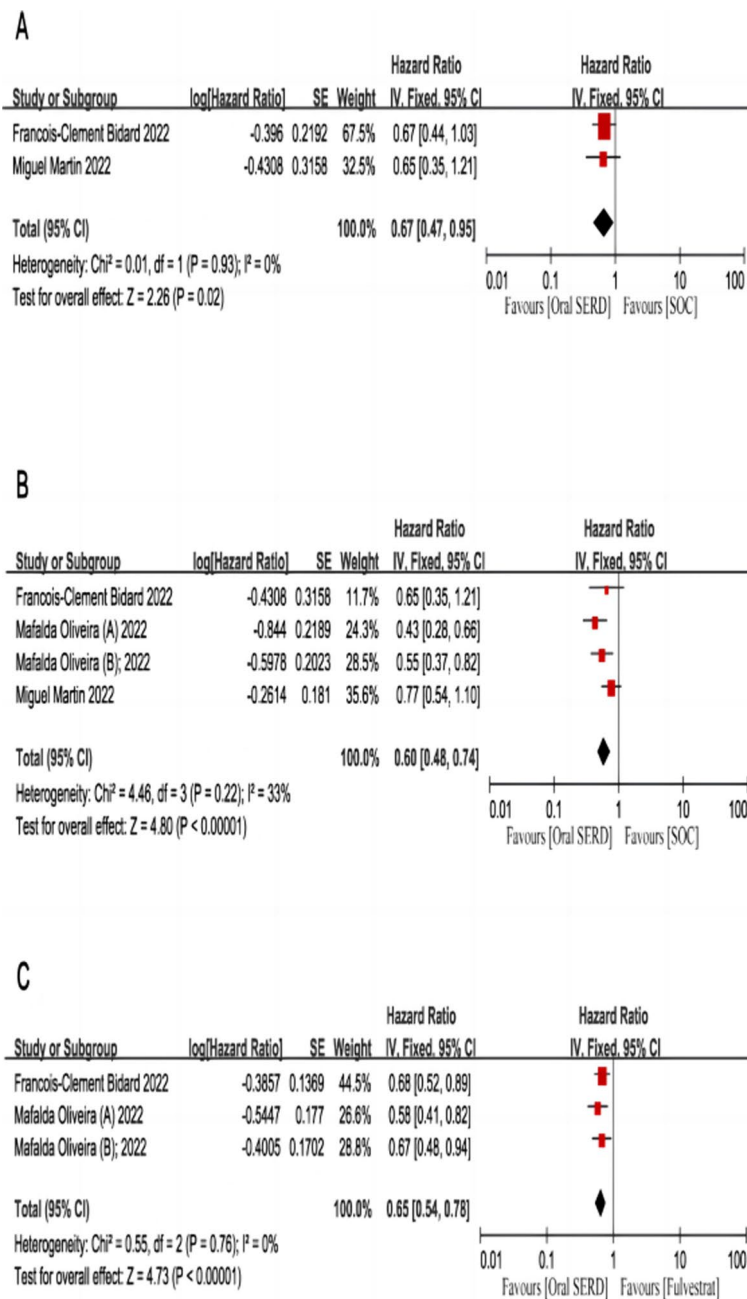 A
Hazard Ratio Hazard Ratio
Study or Subgroup log[Hazard Ratio] SE Weight IV, Fixed, 95% CI IV, Fixed, 95% CI
Francois-Clement Bidard 2022 -0.396 0.2192 67.5% 0.67 [0.44, 1.03]
Miguel Martin 2022 -0.4308 0.3158 32.5% 0.65 [0.35, 1.21]
Total (95% CI) 100.0% 0.67 [0.47, 0.95]
Heterogeneity: Chi² = 0.01, df = 1 (P = 0.93); I² = 0%
Test for overall effect: Z = 2.26 (P = 0.02)
0.01 0.1 1 10 100
Favours [Oral SERD] Favours [SOC]
B
Hazard Ratio Hazard Ratio
Study or Subgroup log[Hazard Ratio] SE Weight IV, Fixed, 95% CI IV, Fixed, 95% CI
Francois-Clement Bidard 2022 -0.4308 0.3158 11.7% 0.65 [0.35, 1.21]
Mafalda Oliveira (A) 2022 -0.844 0.2189 24.3% 0.43 [0.28, 0.66]
Mafalda Oliveira (B); 2022 -0.5978 0.2023 28.5% 0.55 [0.37, 0.82]
Miguel Martin 2022 -0.2614 0.181 35.6% 0.77 [0.54, 1.10]
Total (95% CI) 100.0% 0.60 [0.48, 0.74]
Heterogeneity: Chi² = 4.46, df = 3 (P = 0.22); I² = 33%
Test for overall effect: Z = 4.80 (P < 0.00001)
0.01 0.1 1 10 100
Favours [Oral SERD] Favours [SOC]
C
Hazard Ratio Hazard Ratio
Study or Subgroup log[Hazard Ratio] SE Weight IV, Fixed, 95% CI IV, Fixed, 95% CI
Francois-Clement Bidard 2022 -0.3857 0.1369 44.5% 0.68 [0.52, 0.89]
Mafalda Oliveira (A) 2022 -0.5447 0.177 26.6% 0.58 [0.41, 0.82]
Mafalda Oliveira (B); 2022 -0.4005 0.1702 28.8% 0.67 [0.48, 0.94]
Total (95% CI) 100.0% 0.65 [0.54, 0.78]
Heterogeneity: Chi² = 0.55, df = 2 (P = 0.76); I² = 0%
Test for overall effect: Z = 4.73 (P < 0.00001)
0.01 0.1 1 10 100
Favours [Oral SERD] Favours [Fulvestrat]